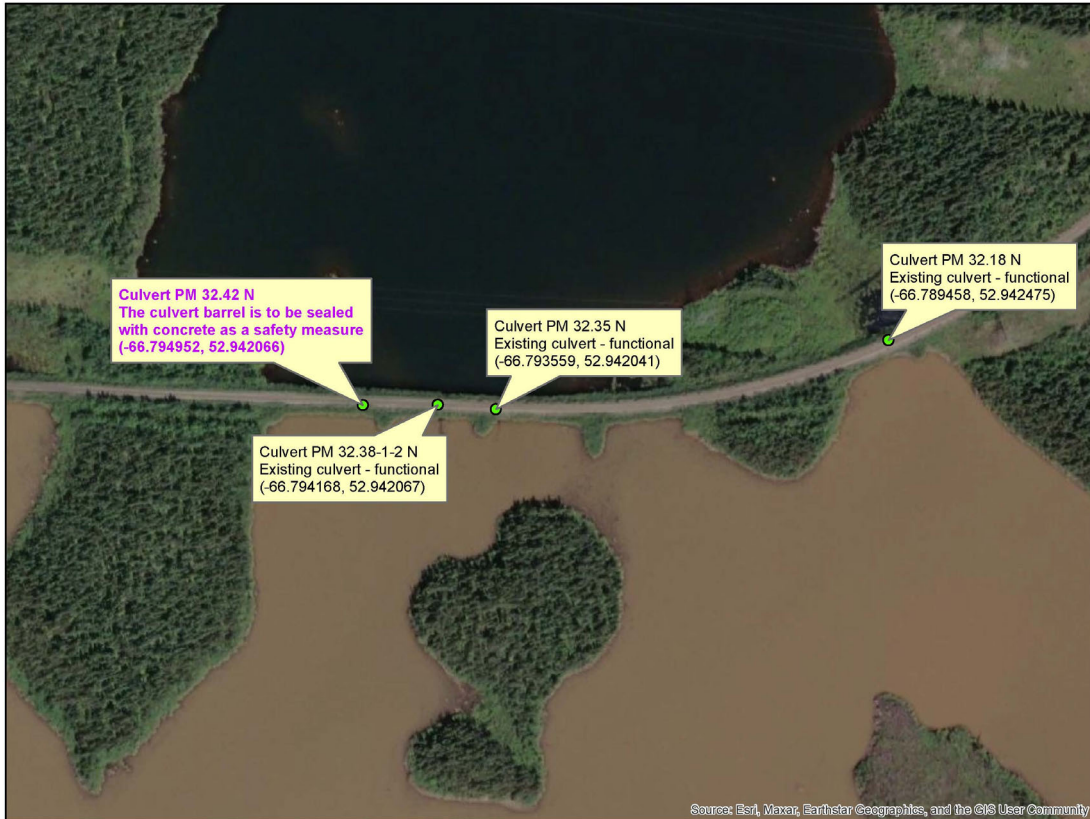 Culvert PM 32.18 N
Existing culvert - functional
(-66.789458, 52.942475)
Culvert PM 32.42 N
The culvert barrel is to be sealed
with concrete as a safety measure
(-66.794952, 52.942066)
Culvert PM 32.35 N
Existing culvert - functional
(-66.793559, 52.942041)
Culvert PM 32.38-1-2 N
Existing culvert - functional
(-66.794168, 52.942067)
Source: Esri, Maxar, Earthstar Geographics, and the GIS User Community